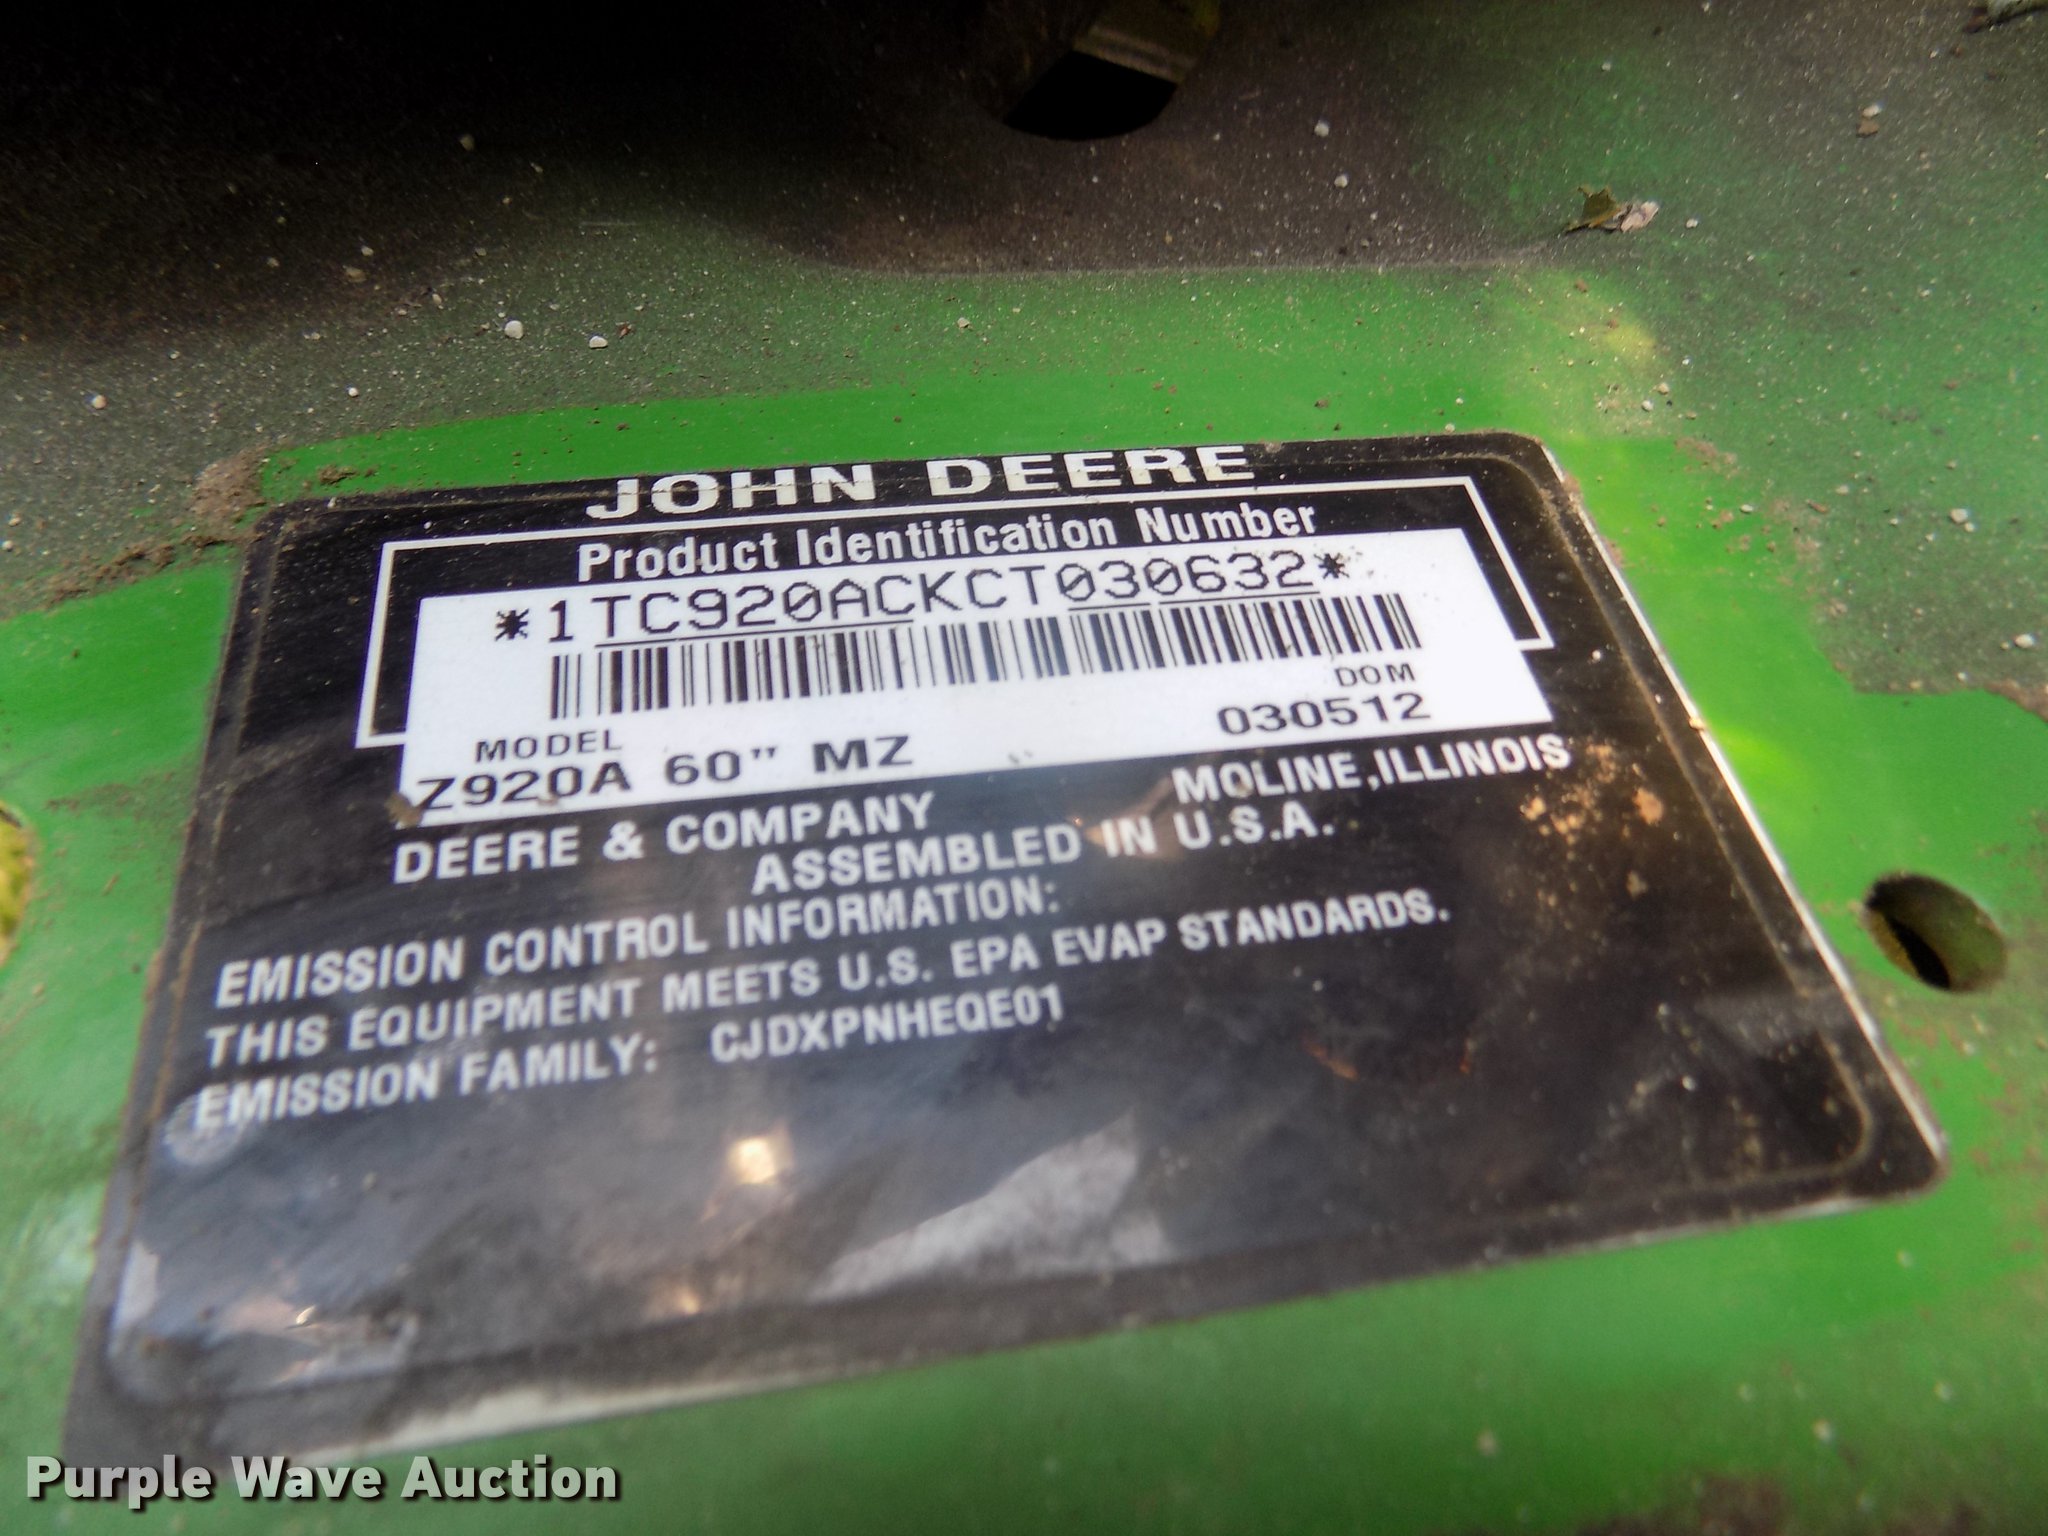 JOHN DEERE
Product Identification Number
*1TC920ACKCT030632*
DOM
MODEL
030512
Z920A 60" MZ
DEERE & COMPANY
MOLINE,ILLINOIS
ASSEMBLED IN U.S.A.
EMISSION CONTROL INFORMATION:
THIS EQUIPMENT MEETS U.S. EPA EVAP STANDARDS.
EMISSION FAMILY: CJDXPNHEQE01
Purple Wave Auction